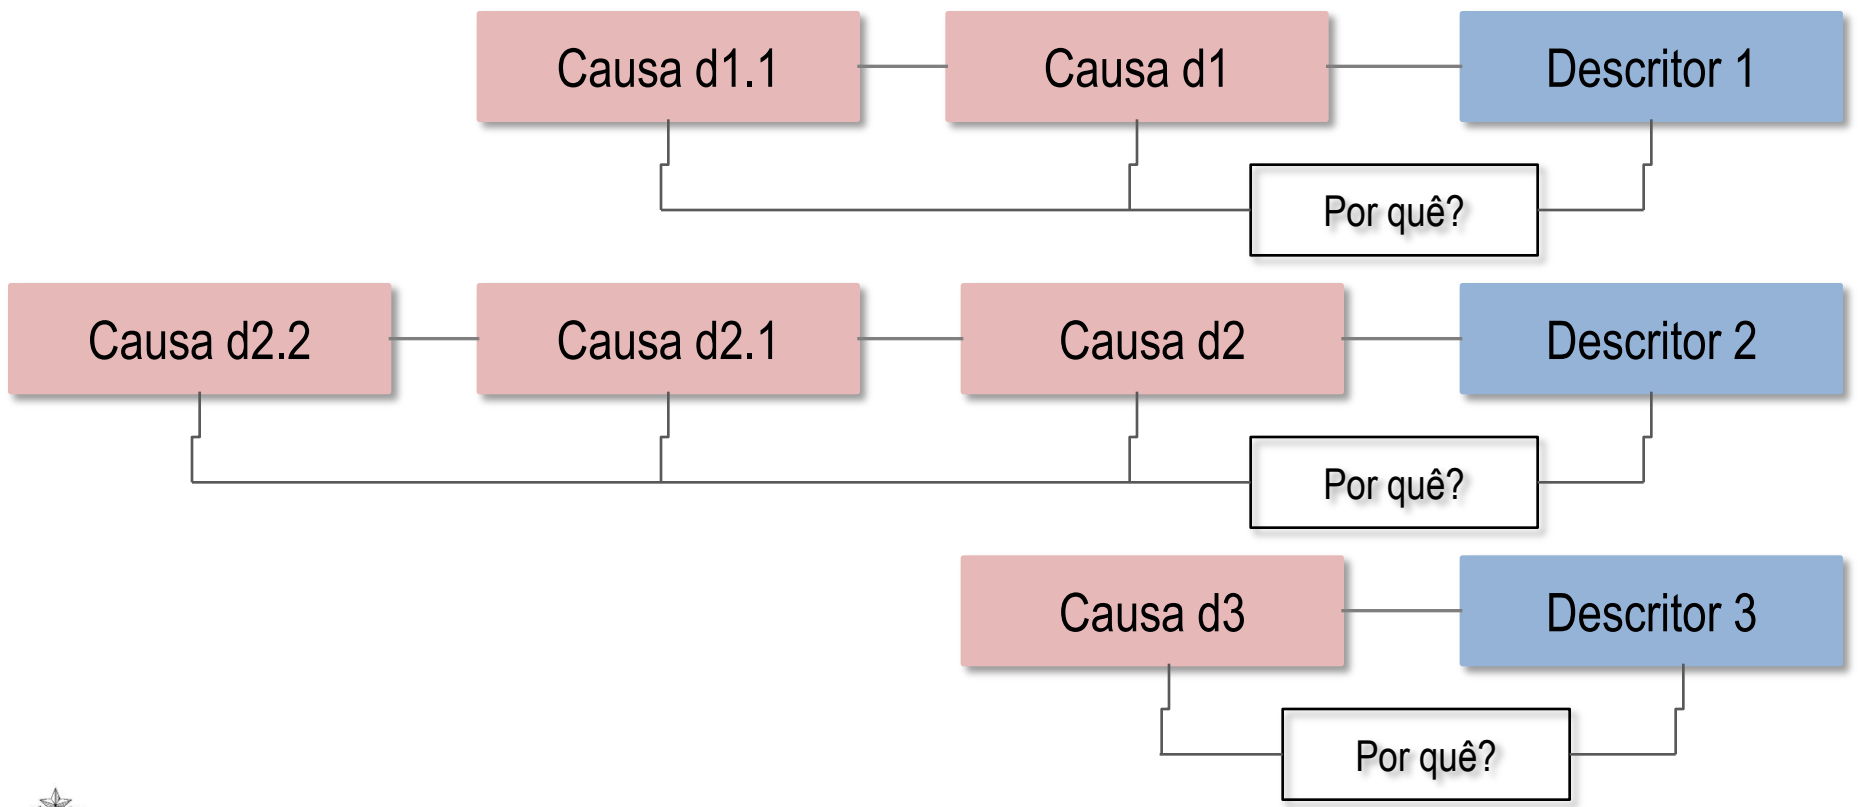 Causa d1.1
Causa d1
Descritor 1
Por quê?
Causa d2.2
Causa d2.1
Causa d2
Descritor 2
Por quê?
Causa d3
Descritor 3
Por quê?